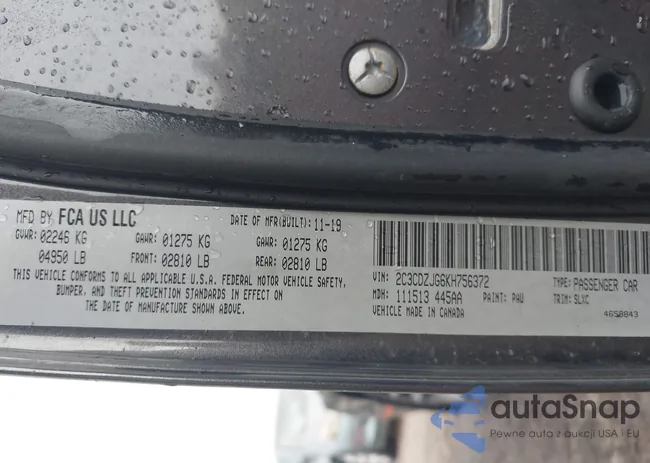 MFD BY FCA US LLC
DATE OF MFR(BUILT): 11-19
GVWR: 02246 KG GAWR: 01275 KG GAWR: 01275 KG
04950 LB FRONT: 02810 LB REAR: 02810 LB
THIS VEHICLE CONFORMS TO ALL APPLICABLE U.S.A. FEDERAL MOTOR VEHICLE SAFETY,
BUMPER, AND THEFT PREVENTION STANDARDS IN EFFECT ON
THE DATE OF MANUFACTURE SHOWN ABOVE.
VIN: 2C3CDZJG6KH756372 TYPE: PASSENGER CAR
MDH: 111513 445AA PAINT: PAU TRIM: SLXC
VEHICLE MADE IN CANADA
4658843
autaSnap
Pewne auta z aukcji USA i EU